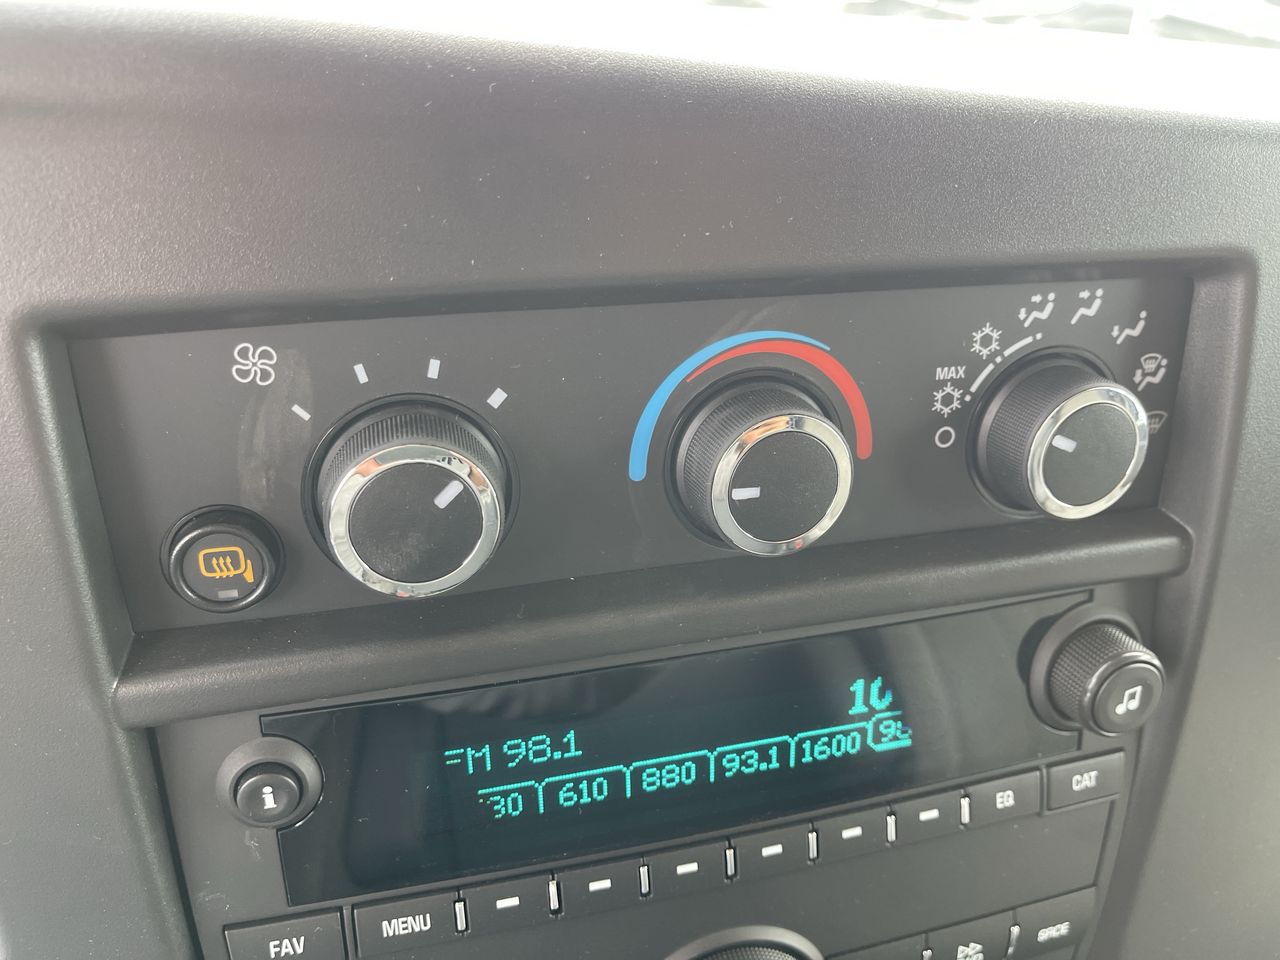 MAX
10
FM 98.1
30 610 880 93.1 1600
i
EQ
CAT
MENU
FAV